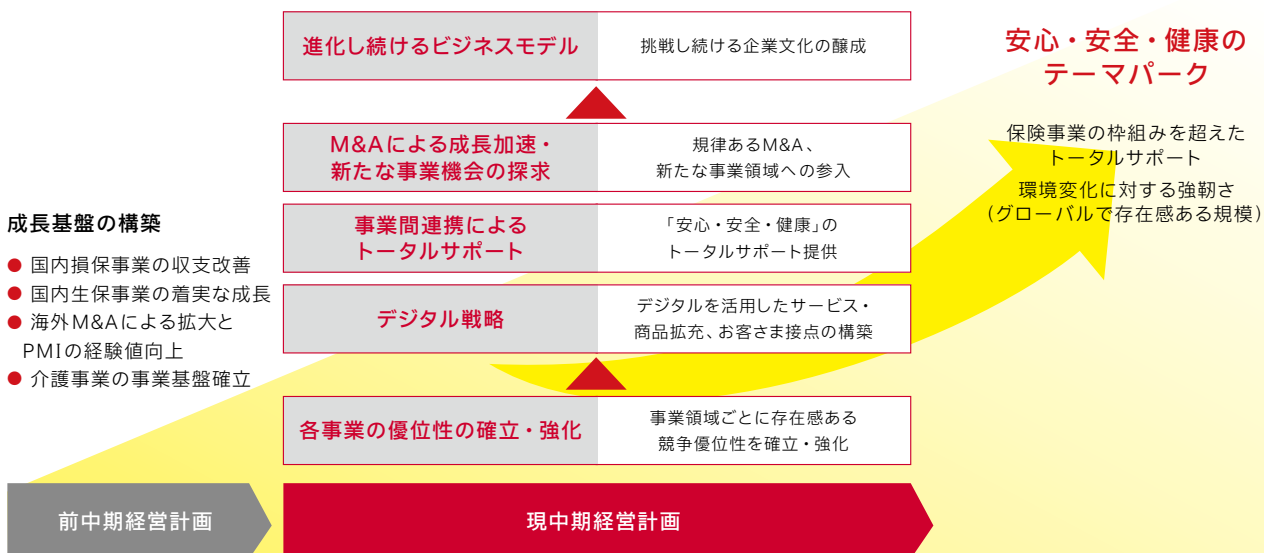 成長基盤の構築
● 国内損保事業の収支改善
● 国内生保事業の着実な成長
● 海外M&Aによる拡大と
PMIの経験値向上
● 介護事業の事業基盤確立
前中期経営計画
進化し続けるビジネスモデル
挑戦し続ける企業文化の醸成
M&Aによる成長加速・
新たな事業機会の探求
規律あるM&A、
新たな事業領域への参入
事業間連携による
トータルサポート
「安心・安全・健康」の
トータルサポート提供
デジタル戦略
デジタルを活用したサービス・
商品拡充、お客さま接点の構築
各事業の優位性の確立・強化
事業領域ごとに存在感ある
競争優位性を確立・強化
現中期経営計画
安心・安全・健康の
テーマパーク
保険事業の枠組みを超えた
トータルサポート
環境変化に対する強靭さ
(グローバルで存在感ある規模)